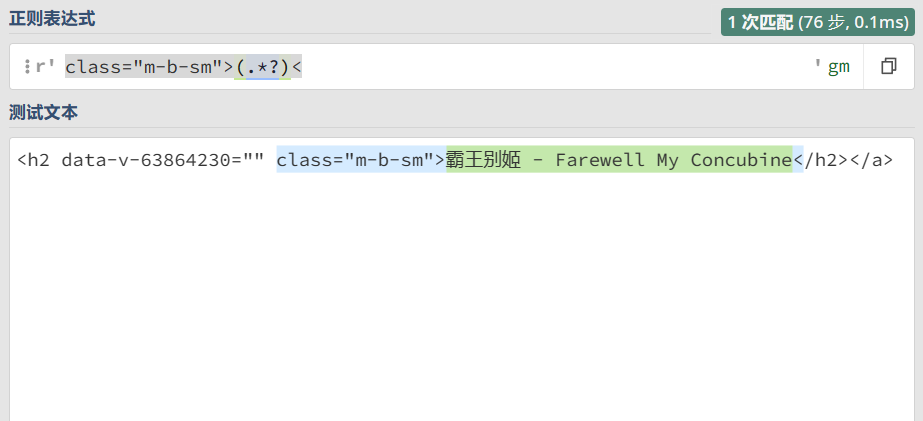 正则表达式
1 次匹配 (76 步, 0.1ms)
r' class="m-b-sm">(.*?)< ' gm
测试文本
<h2 data-v-63864230="" class="m-b-sm">霸王别姬 - Farewell My Concubine</h2></a>